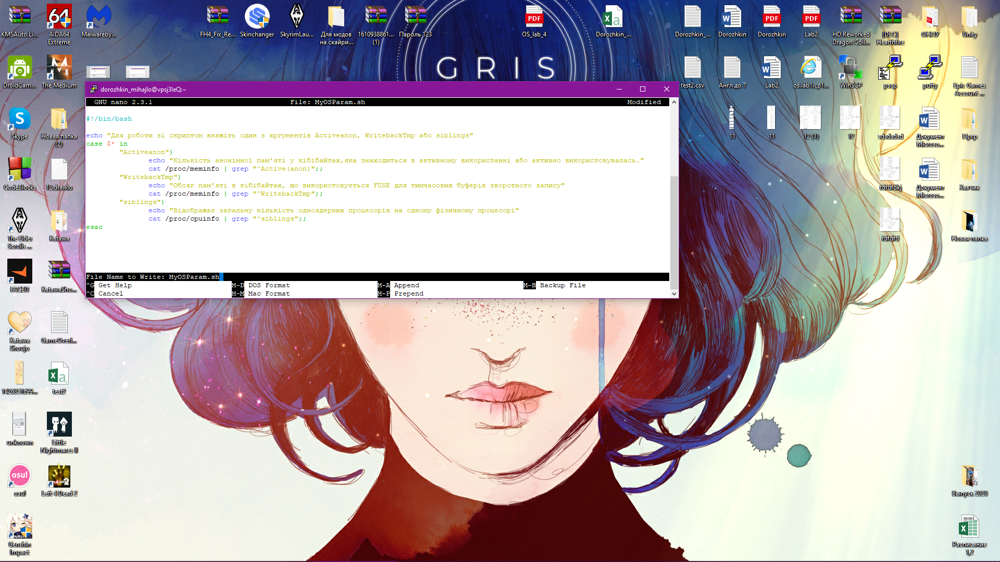 KMSAuto.Li...
AIDA64 Extreme
Malwareby...
FH4_Fix_Re...
Skinchanger
SkyrimLau...
Для модов на скайри...
1610938861... (1)
Пароль 123
OS_lab_4
Dorozhkin_...
Dorozhkin_...
Dorozhkin
Dorozhkin
Lab2
HD Reworked Dragon Coll...
[DLC] Hearthfire
ОНПУ
Unity
GRIS
DroidCam...
The Medium
test2.csv
Англ до 7
Lab2
os.lab1.cp1...
WinSCP
pscp
putty
Epic Games Account ...
dorozhkin_mihajlo@vpsj3leQ:~
GNU nano 2.3.1 File: MyOSParam.sh Modified
#!/bin/bash
echo "Для роботи зі скриптом вкажіть один з аргументів Activeanon, WritebackTmp або siblings"
case $* in
"Activeanon")
echo "Кількість анонімної пам'яті у кібібайтах,яка знаходиться в активному використанні або активно використовувалась."
cat /proc/meminfo | grep "^Active(anon)";;
"WritebackTmp")
echo "Обсяг пам'яті в кібібайтах, що використовується FUSE для тимчасових буферів зворотного запису"
cat /proc/meminfo | grep "^WritebackTmp";;
"siblings")
echo "Відображає загальну кількість одноядерних процесорів на одному фізичному процесорі"
cat /proc/cpuinfo | grep "^siblings";;
esac
File Name to Write: MyOSParam.sh
^G Get Help M-D DOS Format M-A Append M-B Backup File
^C Cancel M-M Mac Format M-P Prepend
Skype
Новая папка (2)
11
11
12 (1)
12
sdsdsdsd
Документ Microso...
Пргр
CodeBlocks
12.drawio
fdfdfdkj
Документ Microso...
Хавчик
The Elder Scrolls ...
Katawa
fdfdfd
Новая папка
FACEIT
KatawaSho...
Katawa Shoujo
GameOverl...
1426831699...
test2
unknown
Little Nightmares II
osu!
osu!
Left 4 Dead 2
Выпуск 2020
Genshin Impact
Расписание 1,2